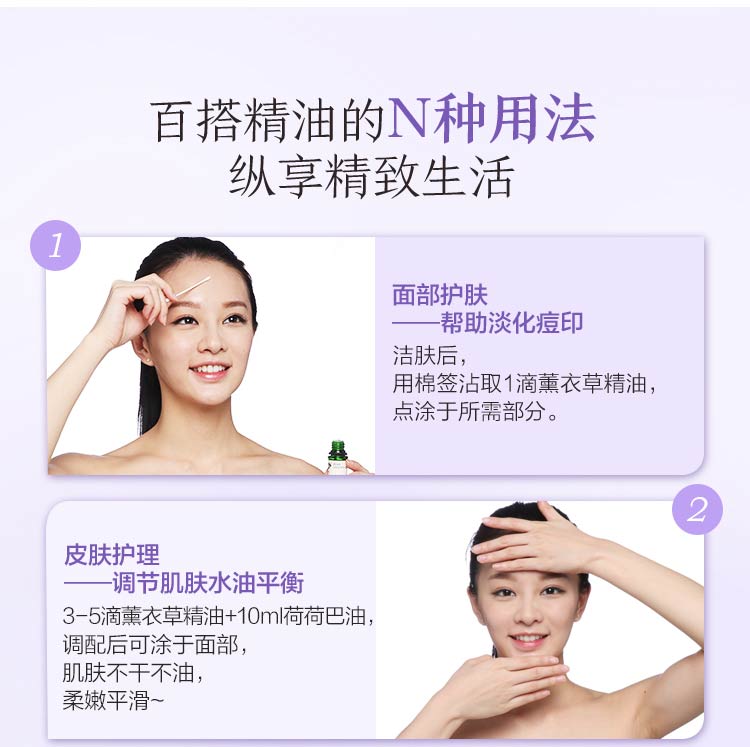 百搭精油的N种用法
纵享精致生活
1
面部护肤
——帮助淡化痘印
洁肤后，
用棉签沾取1滴薰衣草精油，
点涂于所需部分。
2
皮肤护理
——调节肌肤水油平衡
3-5滴薰衣草精油+10ml荷荷巴油，
调配后可涂于面部，
肌肤不干不油，
柔嫩平滑~